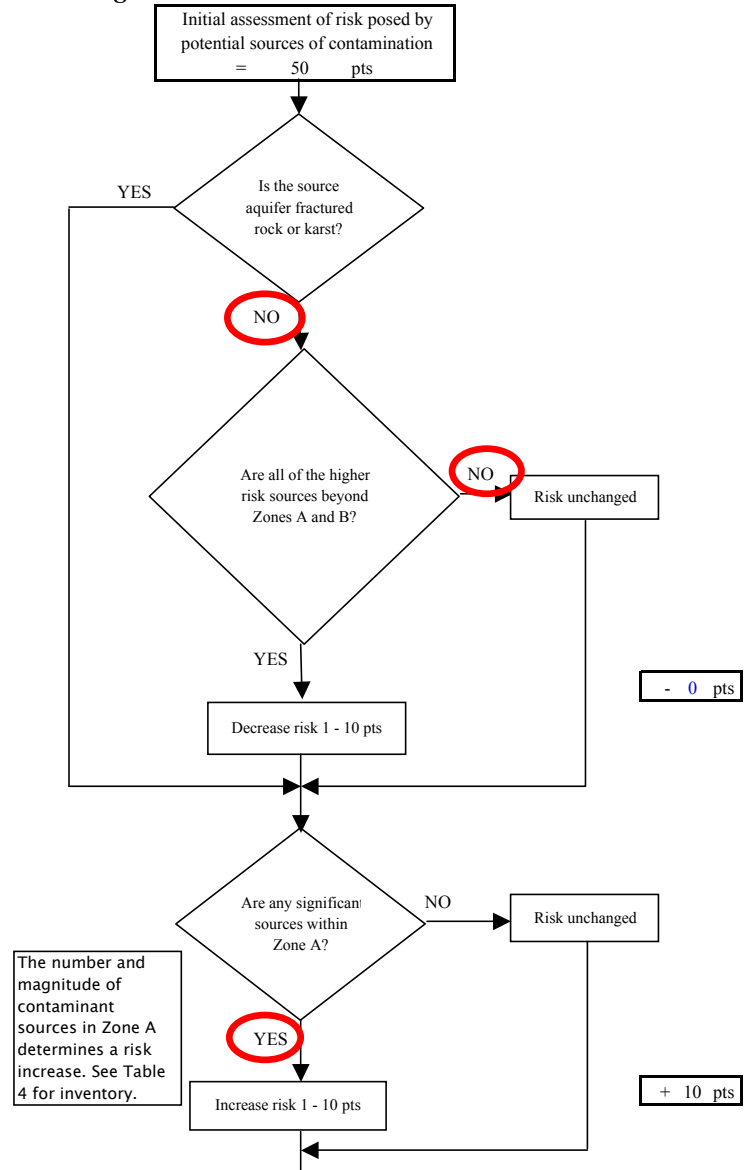 Initial assessment of risk posed by
potential sources of contamination
= 50 pts
YES
Is the source
aquifer fractured
rock or karst?
NO
Are all of the higher
risk sources beyond
Zones A and B?
NO
Risk unchanged
YES
- 0 pts
Decrease risk 1 - 10 pts
Are any significant
sources within
Zone A?
NO
Risk unchanged
The number and
magnitude of
contaminant
sources in Zone A
determines a risk
increase. See Table
4 for inventory.
YES
+ 10 pts
Increase risk 1 - 10 pts